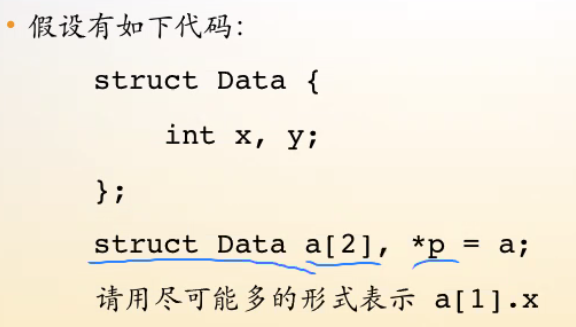 • 假设有如下代码:
struct Data {
int x, y;
};
struct Data a[2], *p = a;
请用尽可能多的形式表示 a[1].x